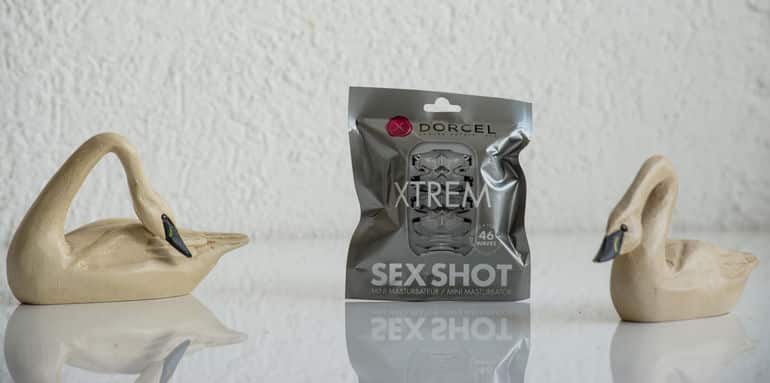 DORCEL
XTREM
46
WAVES
SEX SHOT
MINI MASTURBATEUR / MINI MASTURBATOR